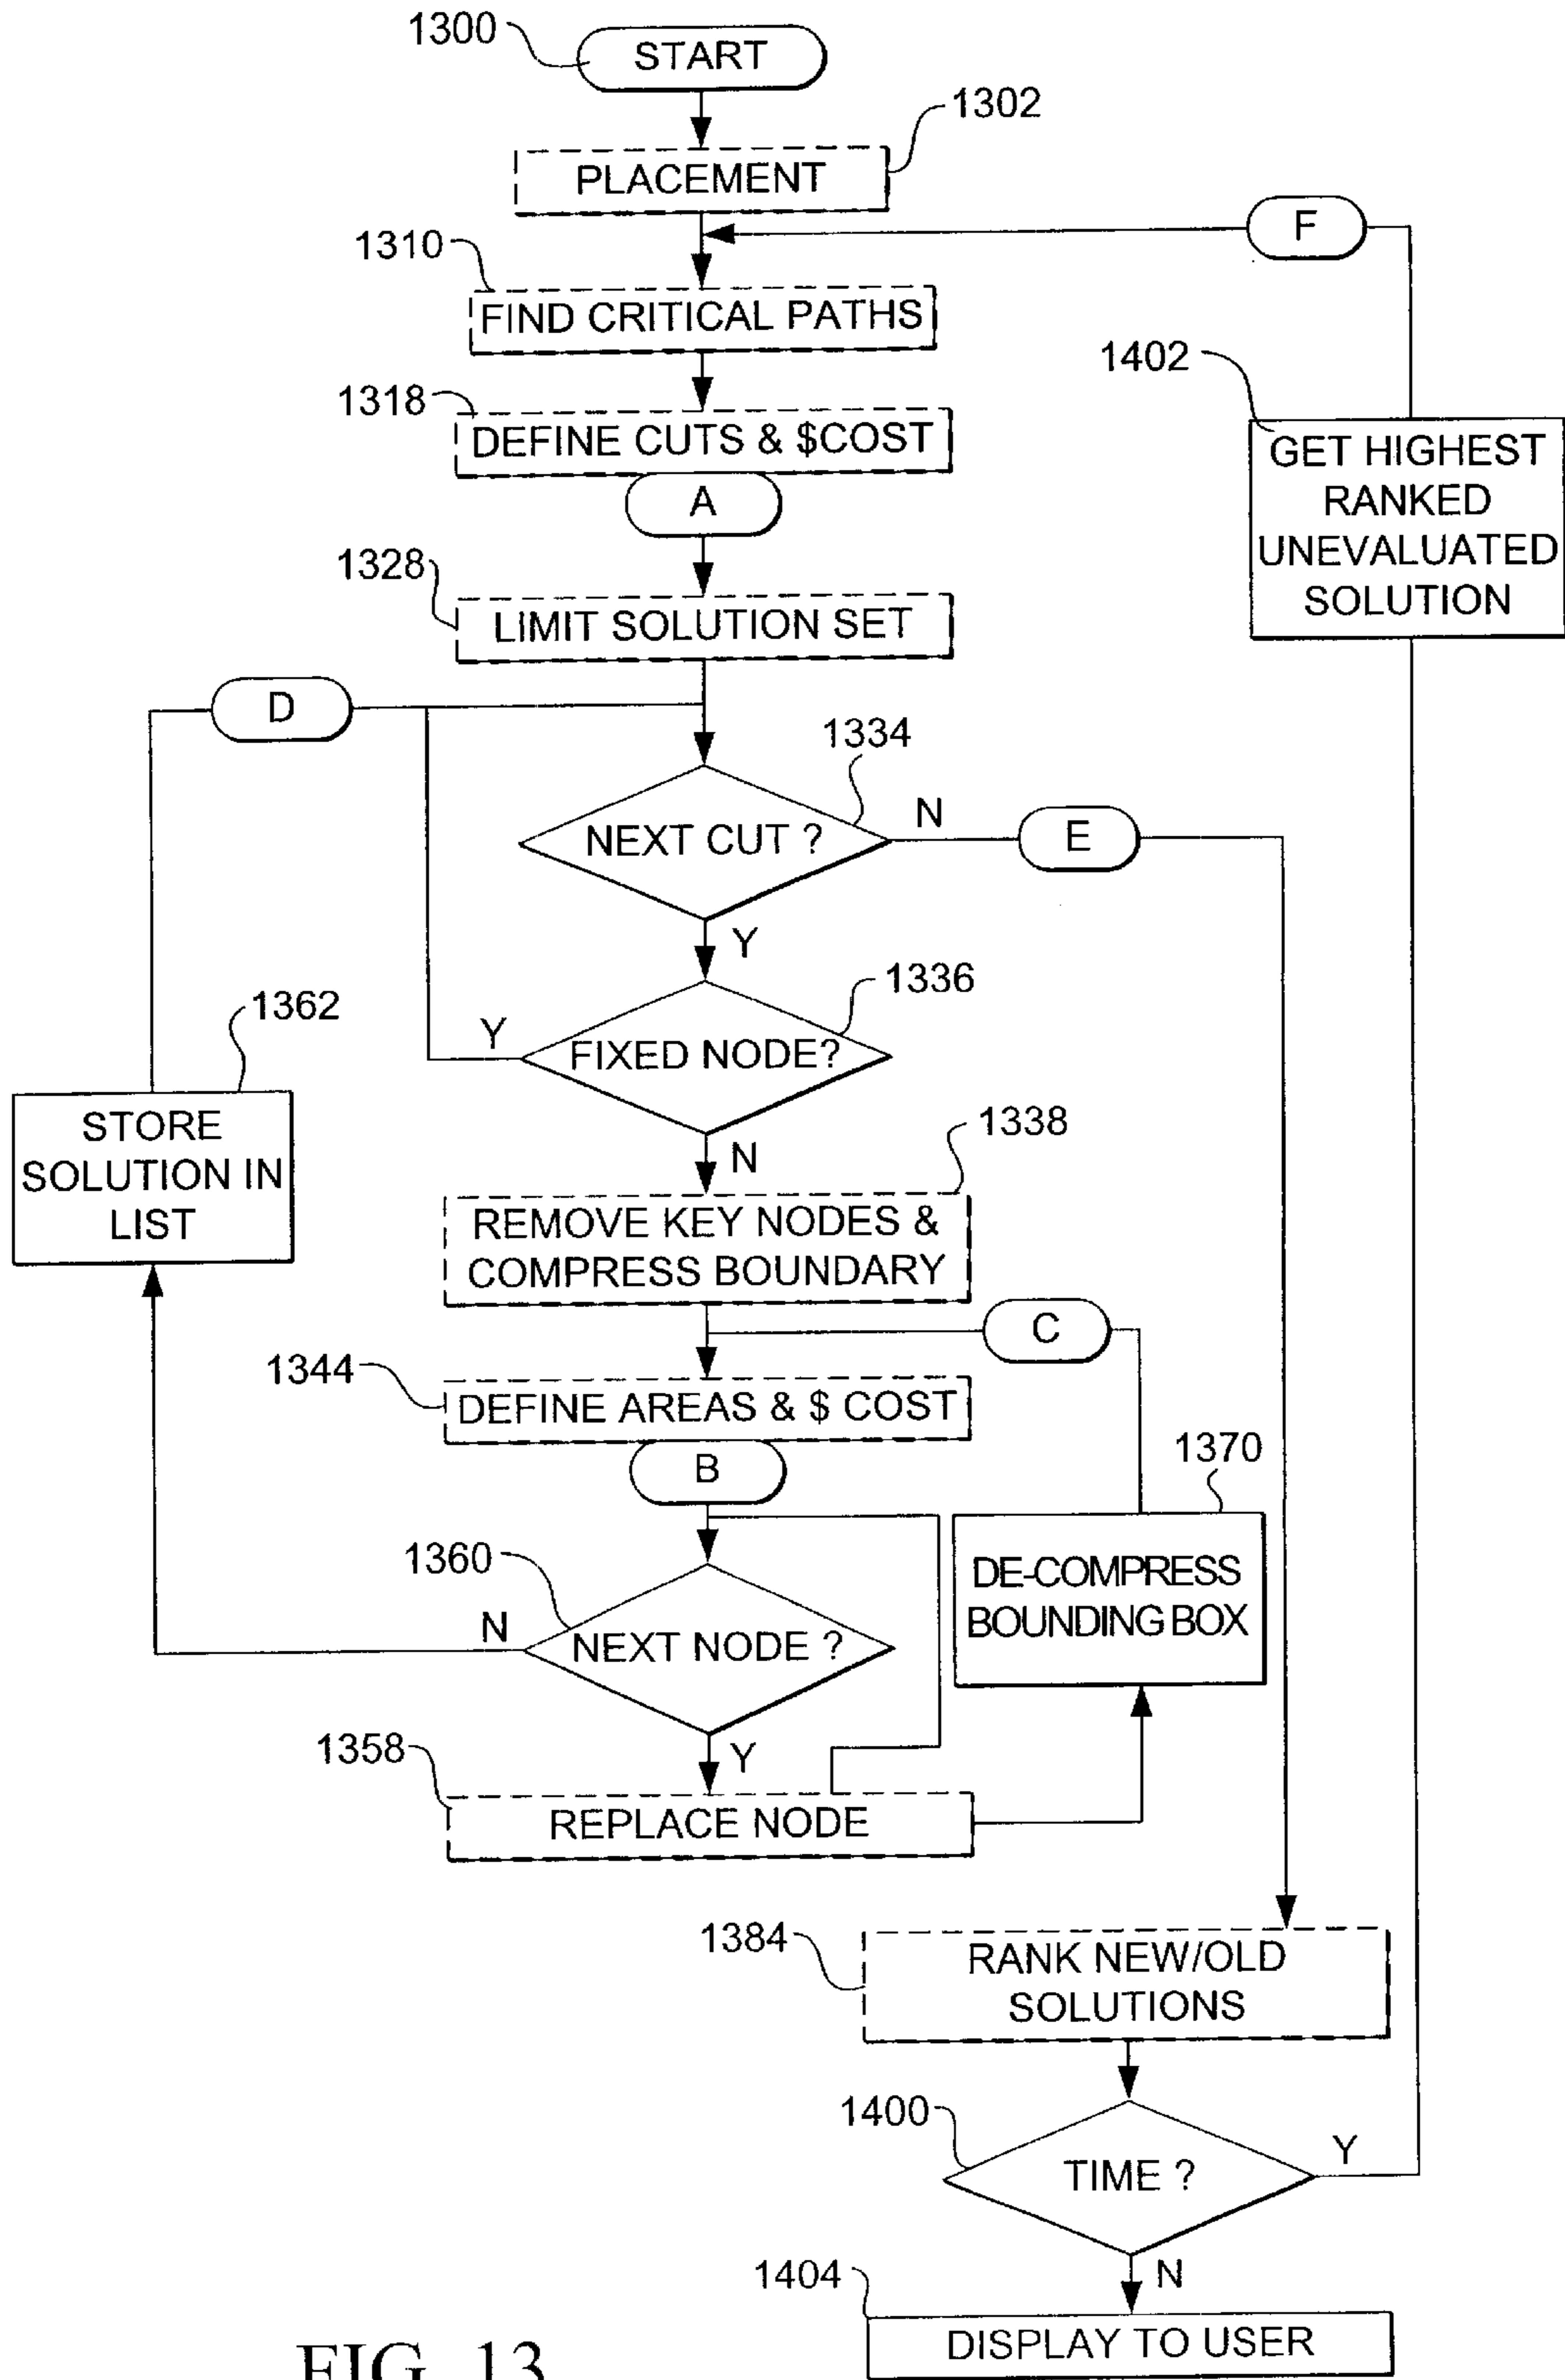 1300
START
1302
PLACEMENT
F
1310
FIND CRITICAL PATHS
1402
GET HIGHEST
RANKED
UNEVALUATED
SOLUTION
1318
DEFINE CUTS & $COST
A
1328
LIMIT SOLUTION SET
D
1334
NEXT CUT ?
N
E
Y
1336
FIXED NODE?
Y
N
1362
STORE
SOLUTION IN
LIST
1338
REMOVE KEY NODES &
COMPRESS BOUNDARY
C
1344
DEFINE AREAS & $ COST
B
1370
DE-COMPRESS
BOUNDING BOX
1360
NEXT NODE ?
N
Y
1358
REPLACE NODE
1384
RANK NEW/OLD
SOLUTIONS
1400
TIME ?
Y
N
1404
DISPLAY TO USER
FIG. 13